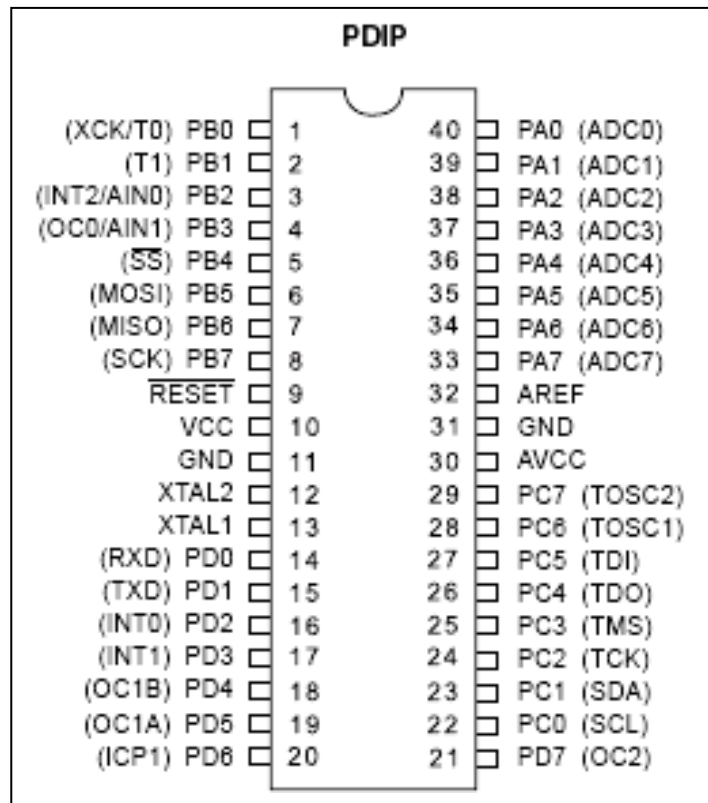 PDIP
(XCK/T0) PB0 1 40 PA0 (ADC0)
(T1) PB1 2 39 PA1 (ADC1)
(INT2/AIN0) PB2 3 38 PA2 (ADC2)
(OC0/AIN1) PB3 4 37 PA3 (ADC3)
(SS) PB4 5 36 PA4 (ADC4)
(MOSI) PB5 6 35 PA5 (ADC5)
(MISO) PB6 7 34 PA6 (ADC6)
(SCK) PB7 8 33 PA7 (ADC7)
RESET 9 32 AREF
VCC 10 31 GND
GND 11 30 AVCC
XTAL2 12 29 PC7 (TOSC2)
XTAL1 13 28 PC6 (TOSC1)
(RXD) PD0 14 27 PC5 (TDI)
(TXD) PD1 15 26 PC4 (TDO)
(INT0) PD2 16 25 PC3 (TMS)
(INT1) PD3 17 24 PC2 (TCK)
(OC1B) PD4 18 23 PC1 (SDA)
(OC1A) PD5 19 22 PC0 (SCL)
(ICP1) PD6 20 21 PD7 (OC2)